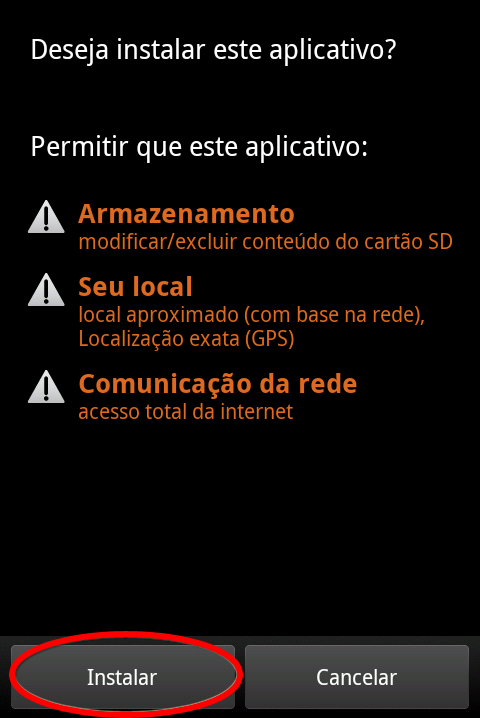 Deseja instalar este aplicativo?
Permitir que este aplicativo:
Armazenamento
modificar/excluir conteúdo do cartão SD
Seu local
local aproximado (com base na rede),
Localização exata (GPS)
Comunicação da rede
acesso total da internet
Instalar
Cancelar